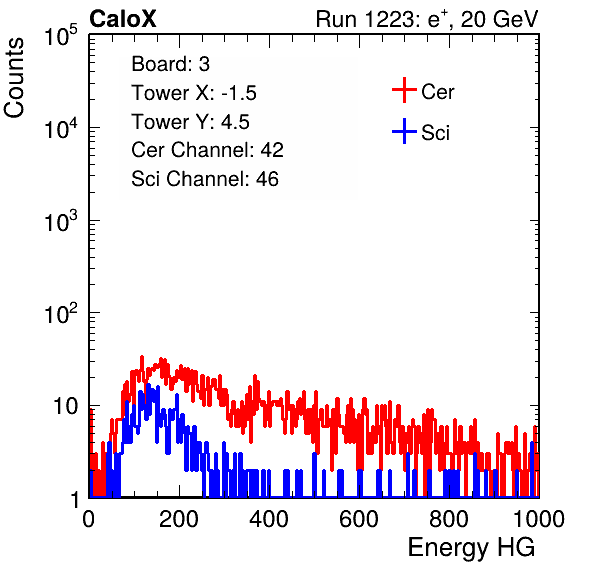 CaloX Run 1223: e+, 20 GeV
Counts
10^5
10^4
10^3
10^2
10
1
Board: 3
Tower X: -1.5
Tower Y: 4.5
Cer Channel: 42
Sci Channel: 46
Cer
Sci
0 200 400 600 800 1000
Energy HG